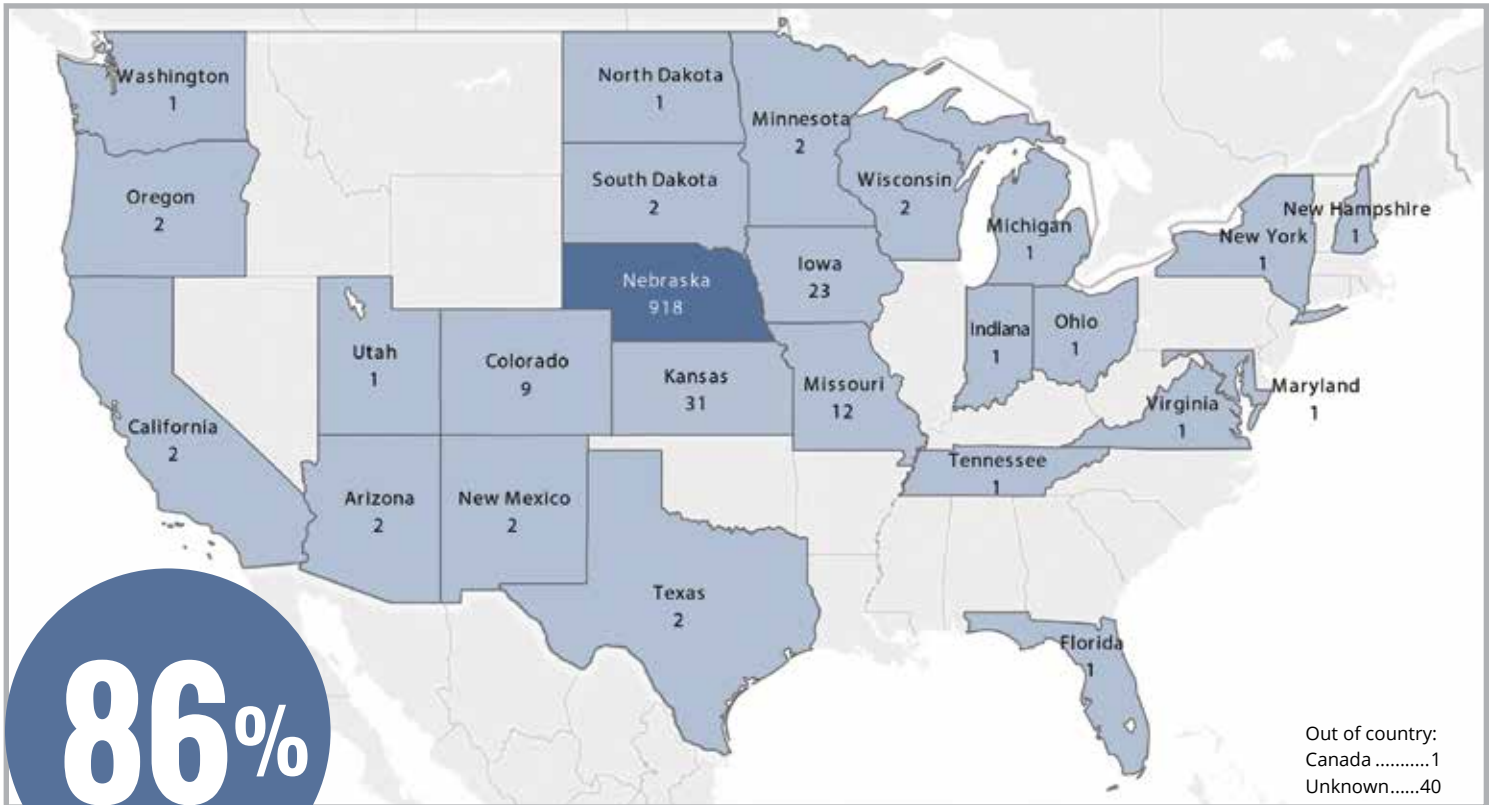 Washington
1
North Dakota
1
Minnesota
2
Oregon
2
South Dakota
2
Wisconsin
2
Michigan
1
New Hampshire
1
New York
1
Nebraska
918
Iowa
23
Indiana
1
Ohio
1
Utah
1
Colorado
9
Kansas
31
Missouri
12
Maryland
1
Virginia
1
California
2
Tennessee
1
Arizona
2
New Mexico
2
Texas
2
Florida
1
86%
Out of country:
Canada ...........1
Unknown......40